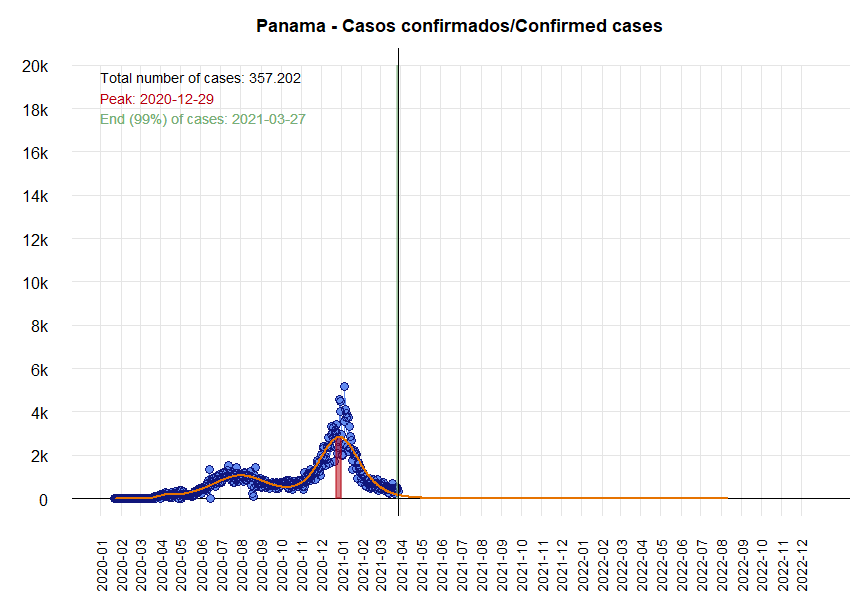 Panama - Casos confirmados/Confirmed cases
20k
Total number of cases: 357.202
Peak: 2020-12-29
End (99%) of cases: 2021-03-27
18k
16k
14k
12k
10k
8k
6k
4k
2k
0
2020-01
2020-02
2020-03
2020-04
2020-05
2020-06
2020-07
2020-08
2020-09
2020-10
2020-11
2020-12
2021-01
2021-02
2021-03
2021-04
2021-05
2021-06
2021-07
2021-08
2021-09
2021-10
2021-11
2021-12
2022-01
2022-02
2022-03
2022-04
2022-05
2022-06
2022-07
2022-08
2022-09
2022-10
2022-11
2022-12